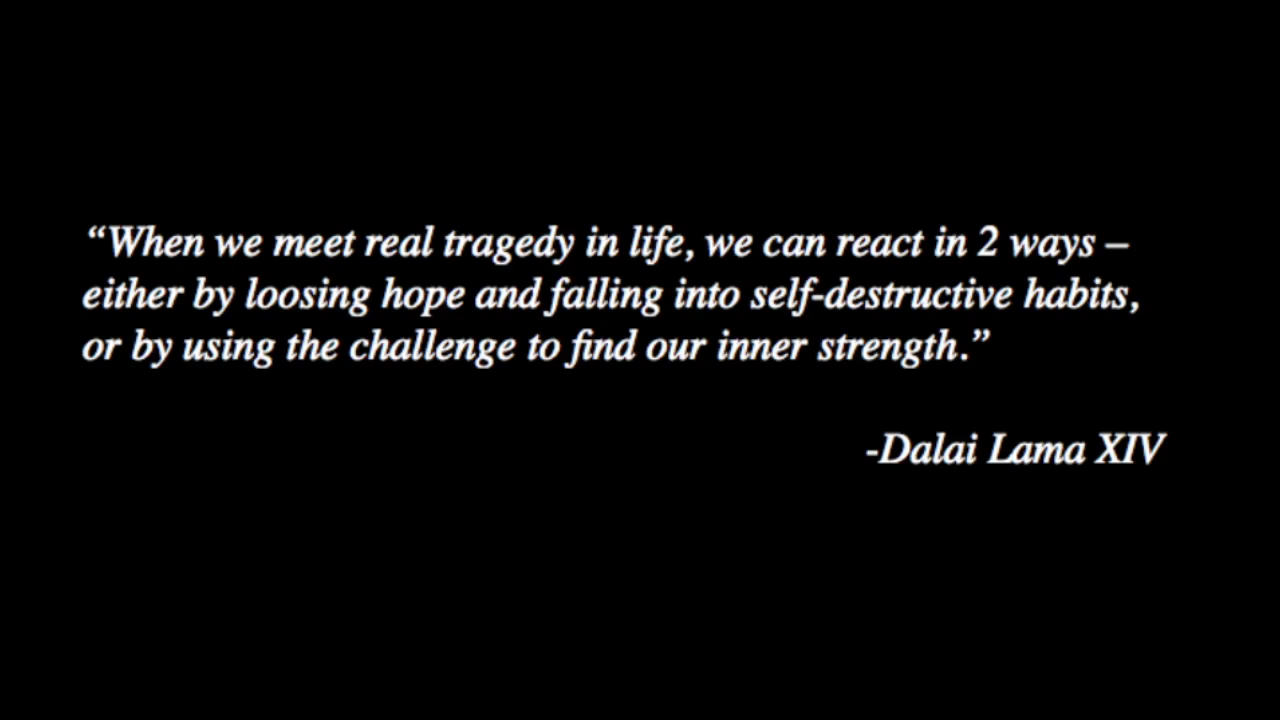 “When we meet real tragedy in life, we can react in 2 ways –
either by loosing hope and falling into self-destructive habits,
or by using the challenge to find our inner strength.”
-Dalai Lama XIV